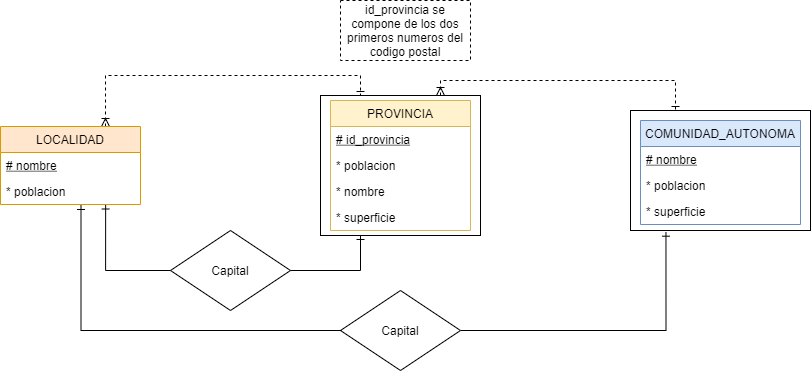 id_provincia se
compone de los dos
primeros numeros del
codigo postal
LOCALIDAD
# nombre
* poblacion
PROVINCIA
# id_provincia
* poblacion
* nombre
* superficie
COMUNIDAD_AUTONOMA
# nombre
* poblacion
* superficie
Capital
Capital